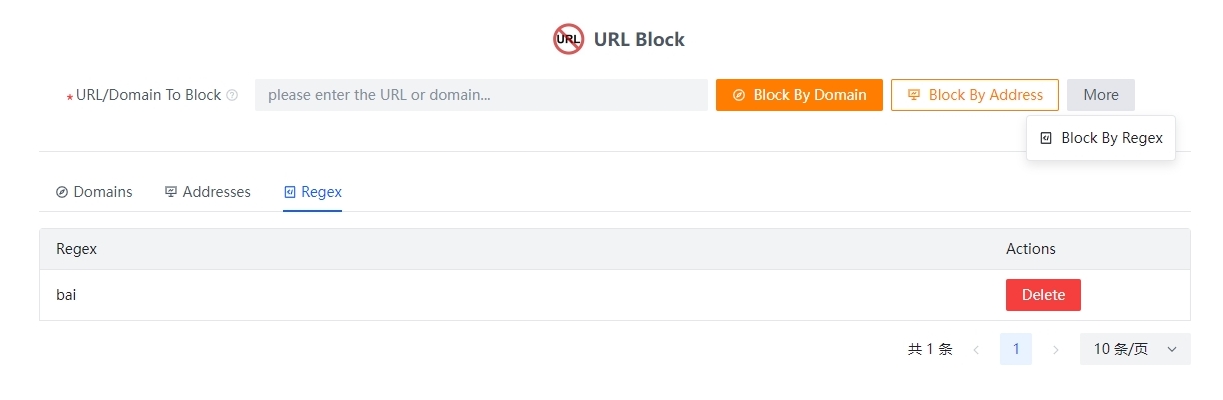 URL URL Block
* URL/Domain To Block please enter the URL or domain... Block By Domain Block By Address More
Block By Regex
Domains Addresses Regex
Regex Actions
bai Delete
共 1 条 1 10 条/页